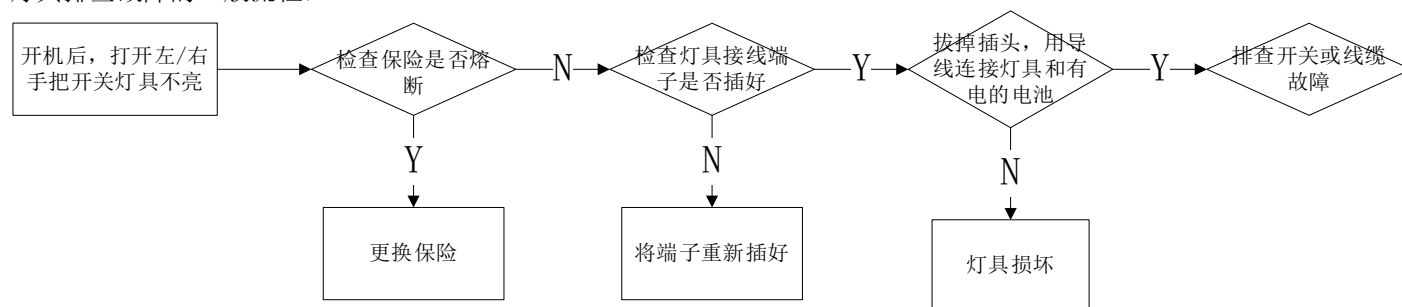 开机后，打开左/右
手把开关灯具不亮
检查保险是否熔
断
N
检查灯具接线端
子是否插好
Y
拔掉插头，用导
线连接灯具和有
电的电池
Y
排查开关或线缆
故障
Y
N
N
更换保险
将端子重新插好
灯具损坏